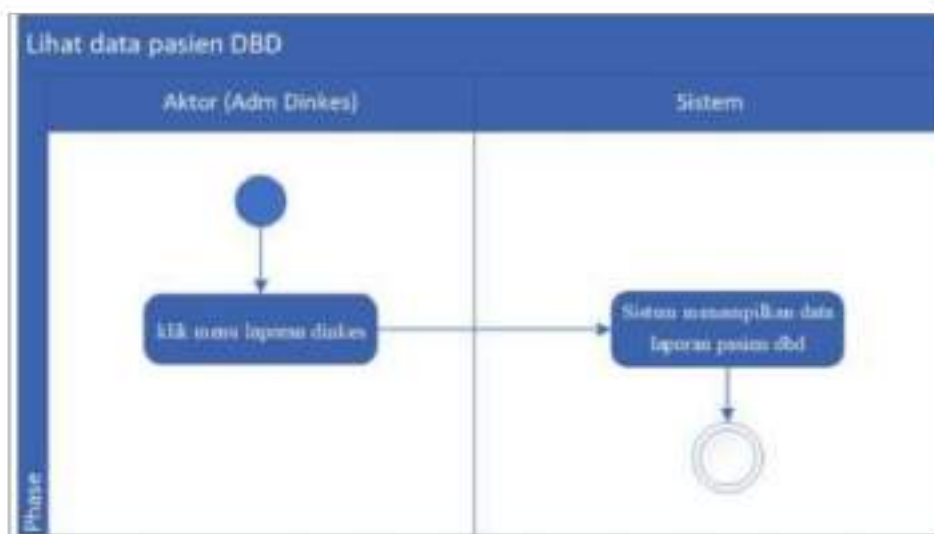 Lihat data pasien DBD
Aktor (Adm Dinkes)
Sistem
klik menu laporan dinkes
Sistem menampilkan data
laporan pasien dbd
Phase